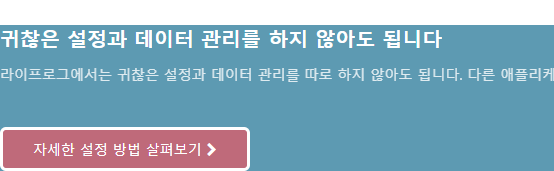 귀찮은 설정과 데이터 관리를 하지 않아도 됩니다
라이프로그에서는 귀찮은 설정과 데이터 관리를 따로 하지 않아도 됩니다. 다른 애플리케
자세한 설정 방법 살펴보기